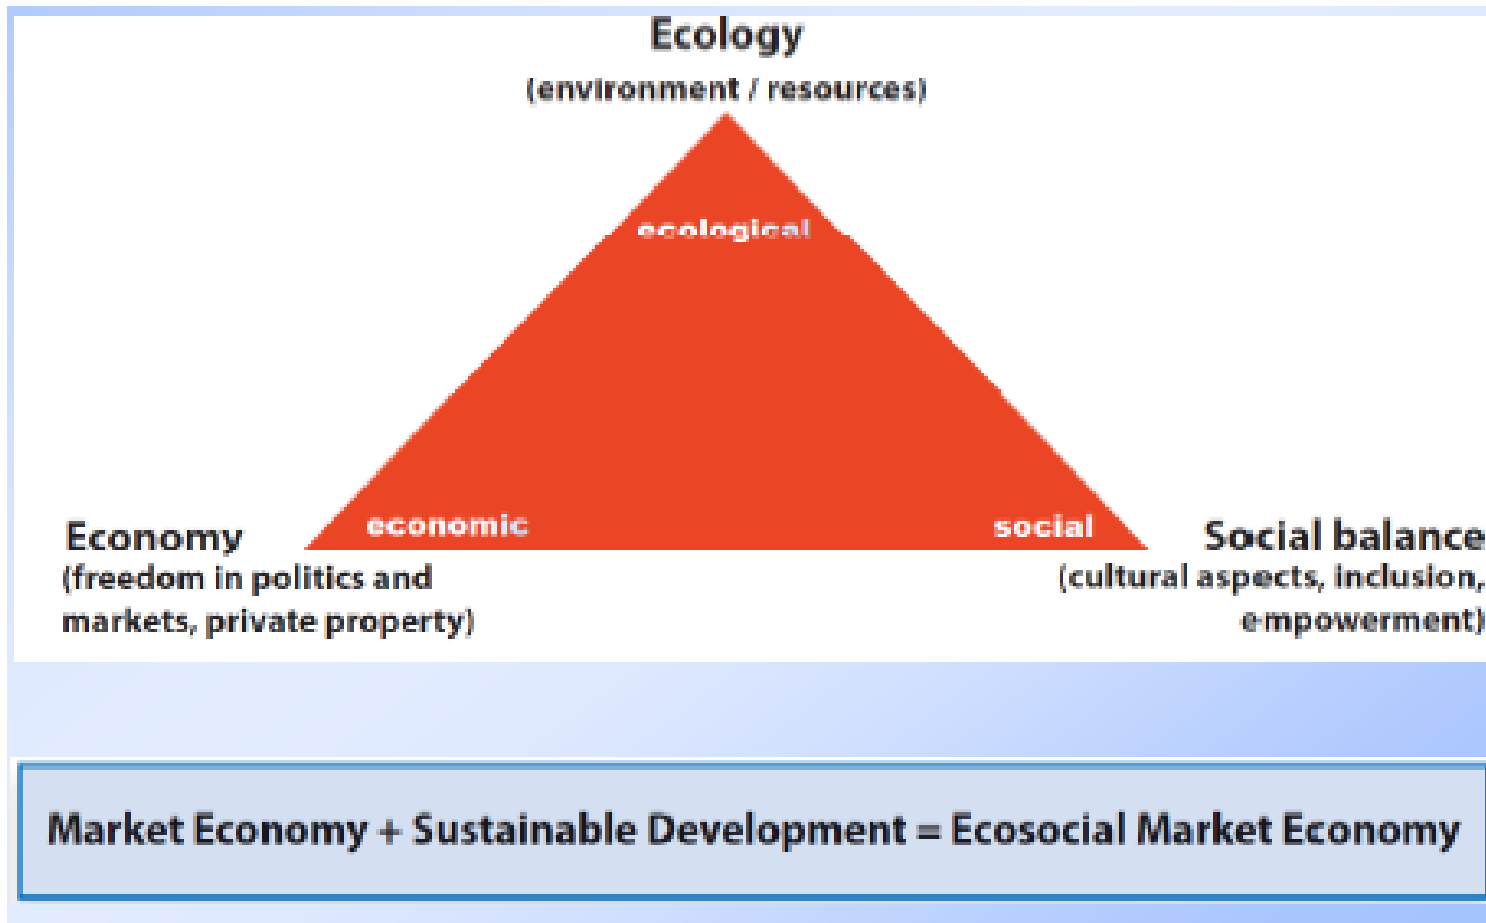 Ecology
(environment / resources)
ecological
economic
social
Economy
(freedom in politics and
markets, private property)
Social balance
(cultural aspects, inclusion,
empowerment)
Market Economy + Sustainable Development = Ecosocial Market Economy